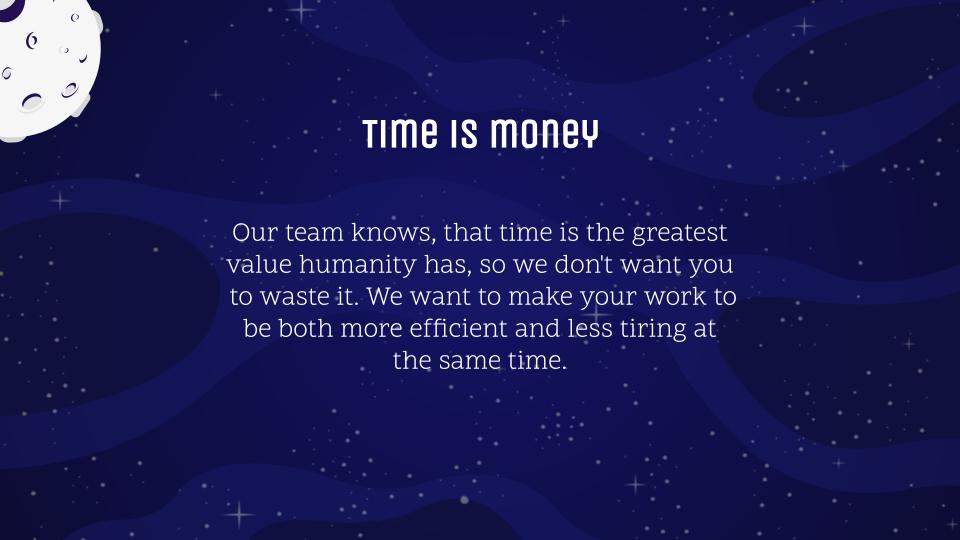 Time is money
Our team knows, that time is the greatest
value humanity has, so we don't want you
to waste it. We want to make your work to
be both more efficient and less tiring at
the same time.